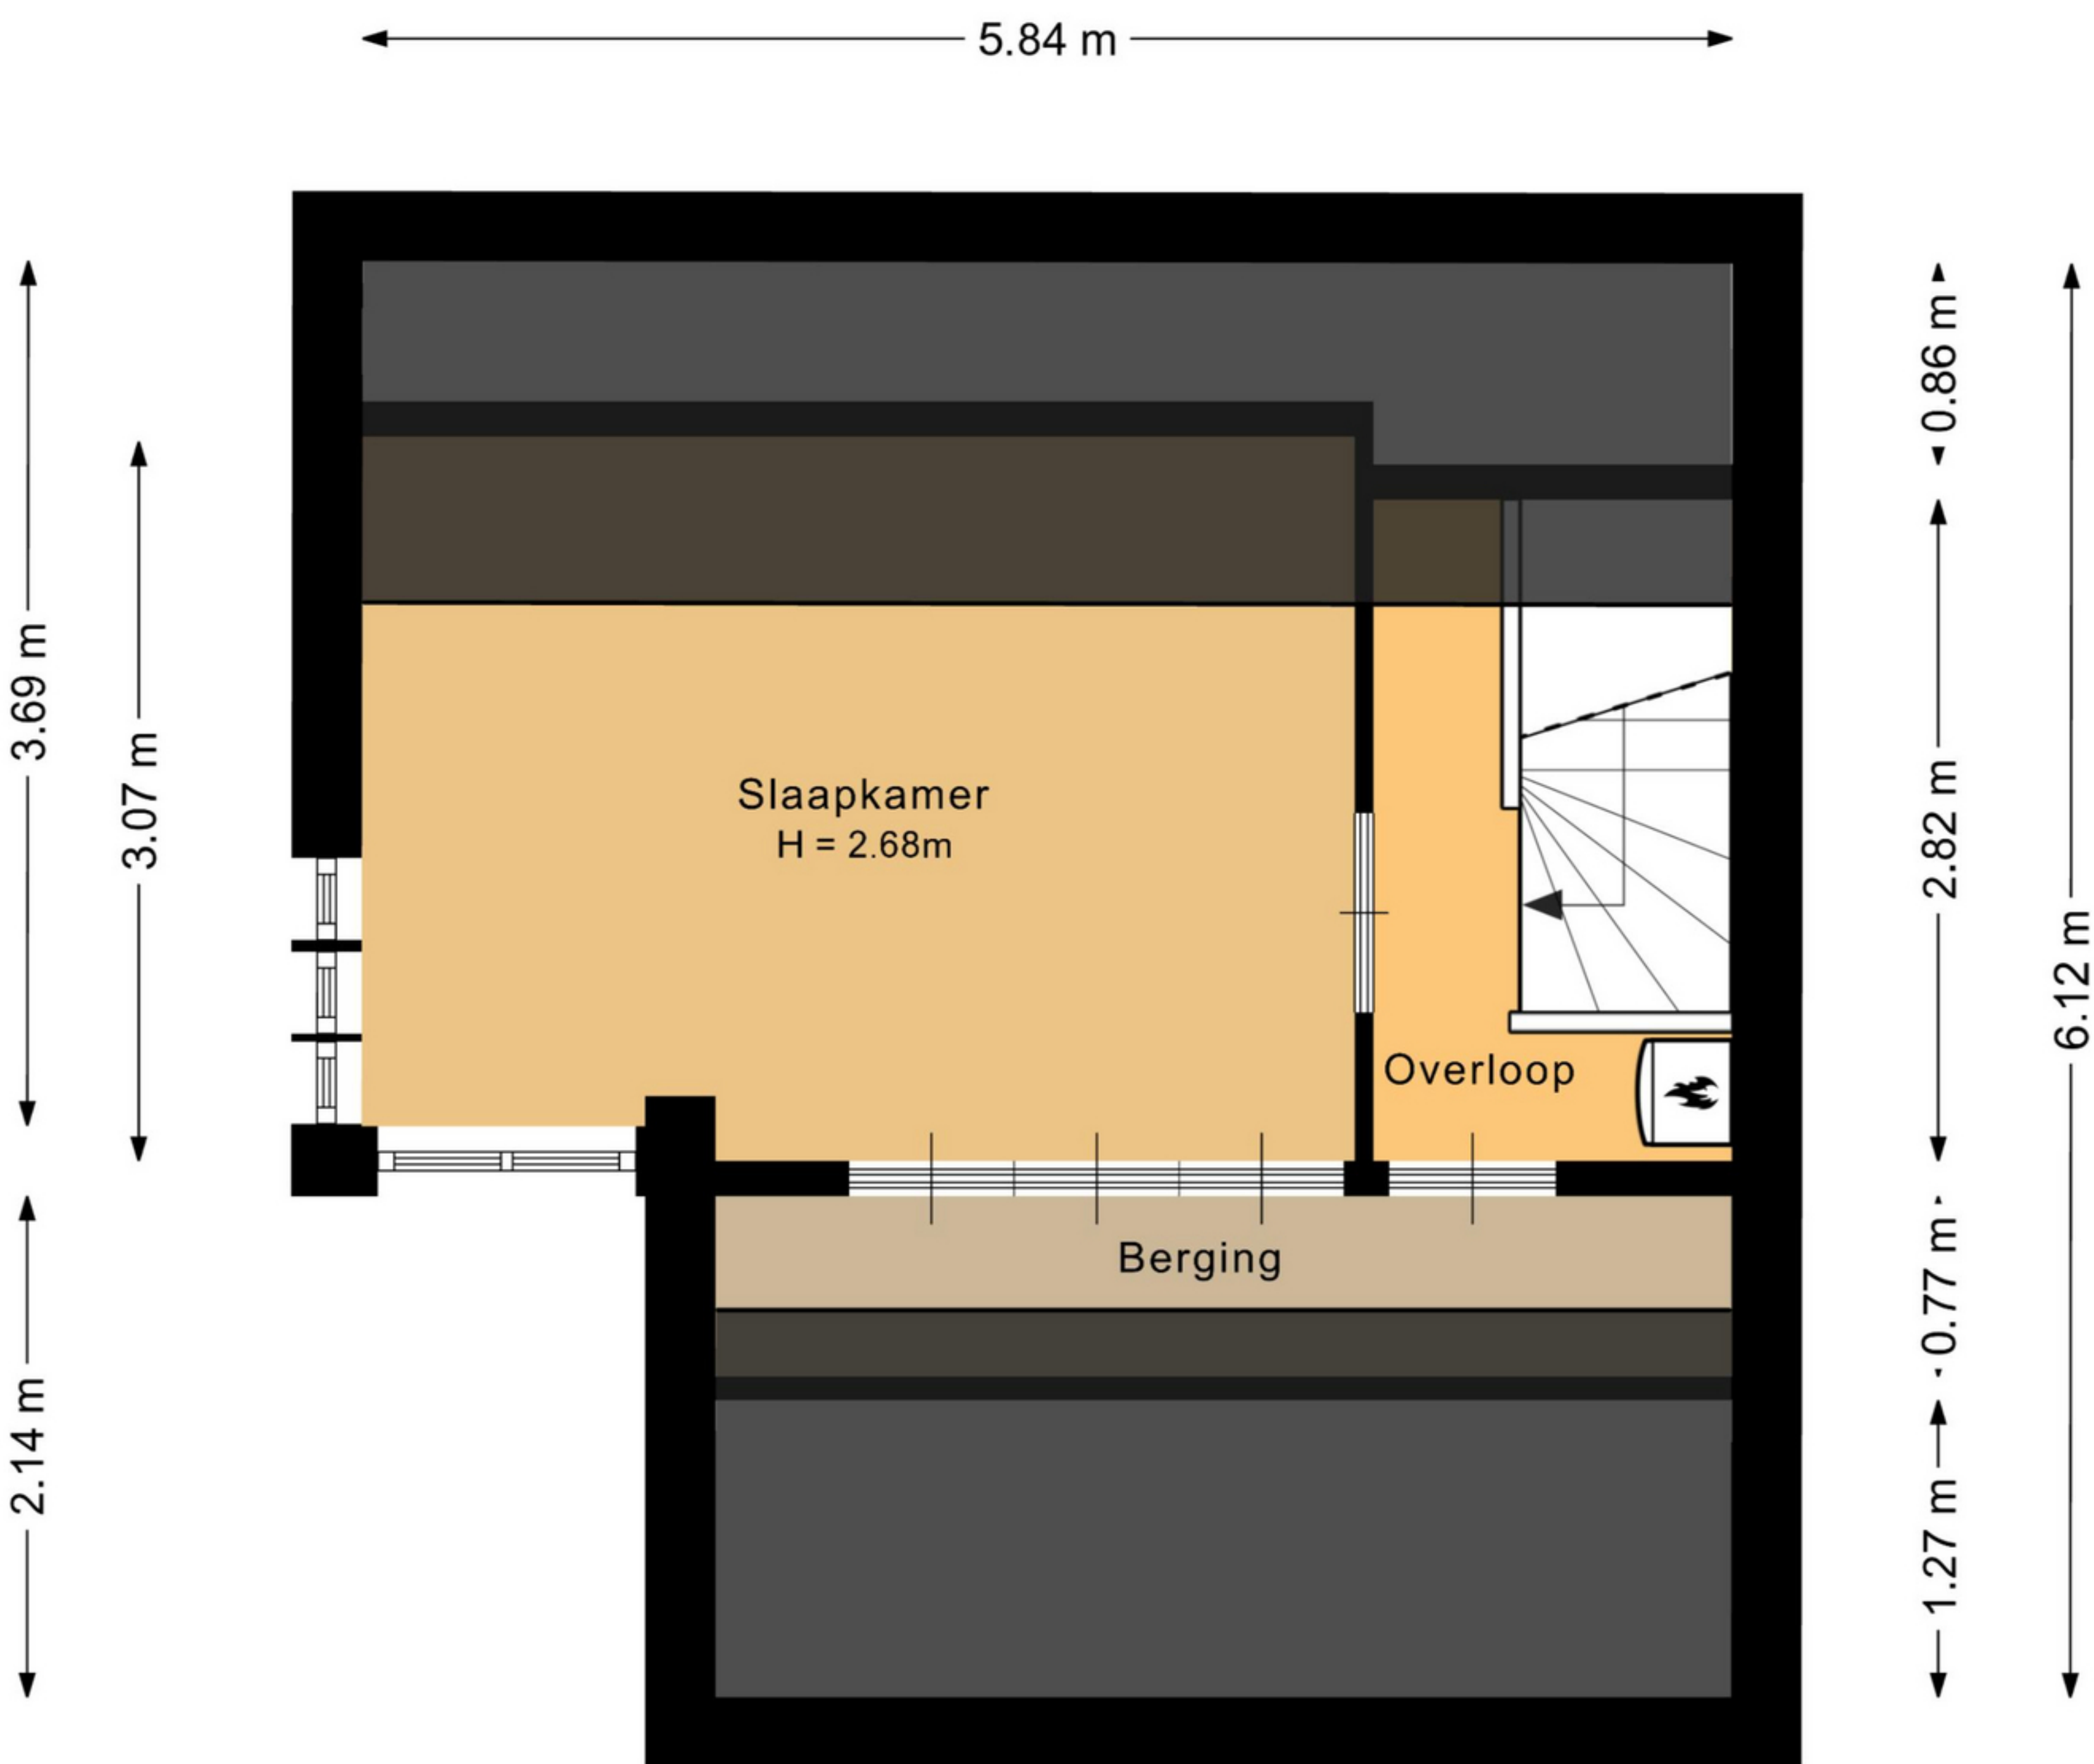 5.84 m
3.69 m
3.07 m
2.14 m
Slaapkamer
H = 2.68m
Overloop
Berging
0.86 m
2.82 m
0.77 m
1.27 m
6.12 m